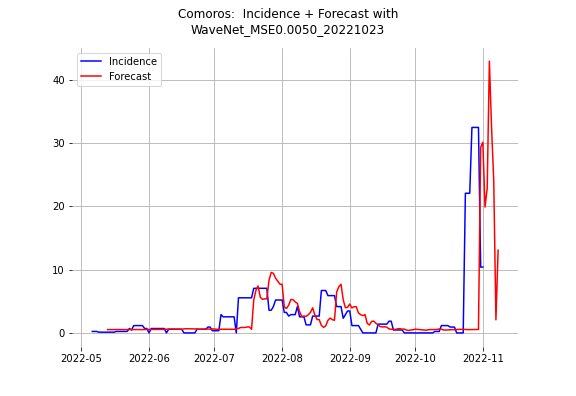 Comoros:  Incidence + Forecast with
WaveNet_MSE0.0050_20221023
Incidence
Forecast
40
30
20
10
0
2022-05 2022-06 2022-07 2022-08 2022-09 2022-10 2022-11